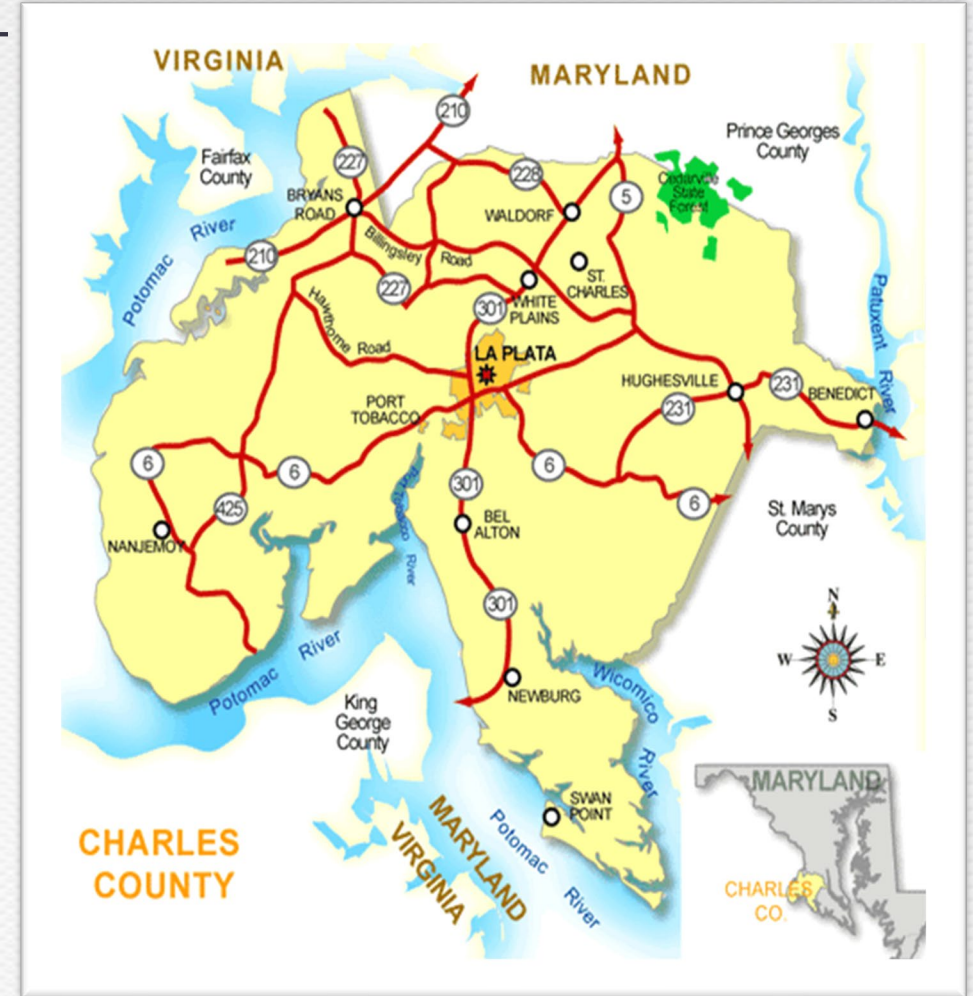 VIRGINIA
MARYLAND
210
Prince Georges
County
Fairfax
County
227
228
Cedarville
State
Forest
5
BRYANS
ROAD
WALDORF
River
Potomac
210
Billingsley
Road
ST.
CHARLES
227
WHITE
PLAINS
301
Hawthorne
Road
Patuxent
River
LA PLATA
HUGHESVILLE
231
BENEDICT
PORT
TOBACCO
231
6
6
6
6
301
425
Port Tobacco
River
St. Marys
County
BEL
ALTON
NANJEMOY
301
N
W
E
S
Potomac
River
Wicomico
River
NEWBURG
King
George
County
MARYLAND
SWAN
POINT
MARYLAND
VIRGINIA
Potomac
River
CHARLES
COUNTY
CHARLES
CO.